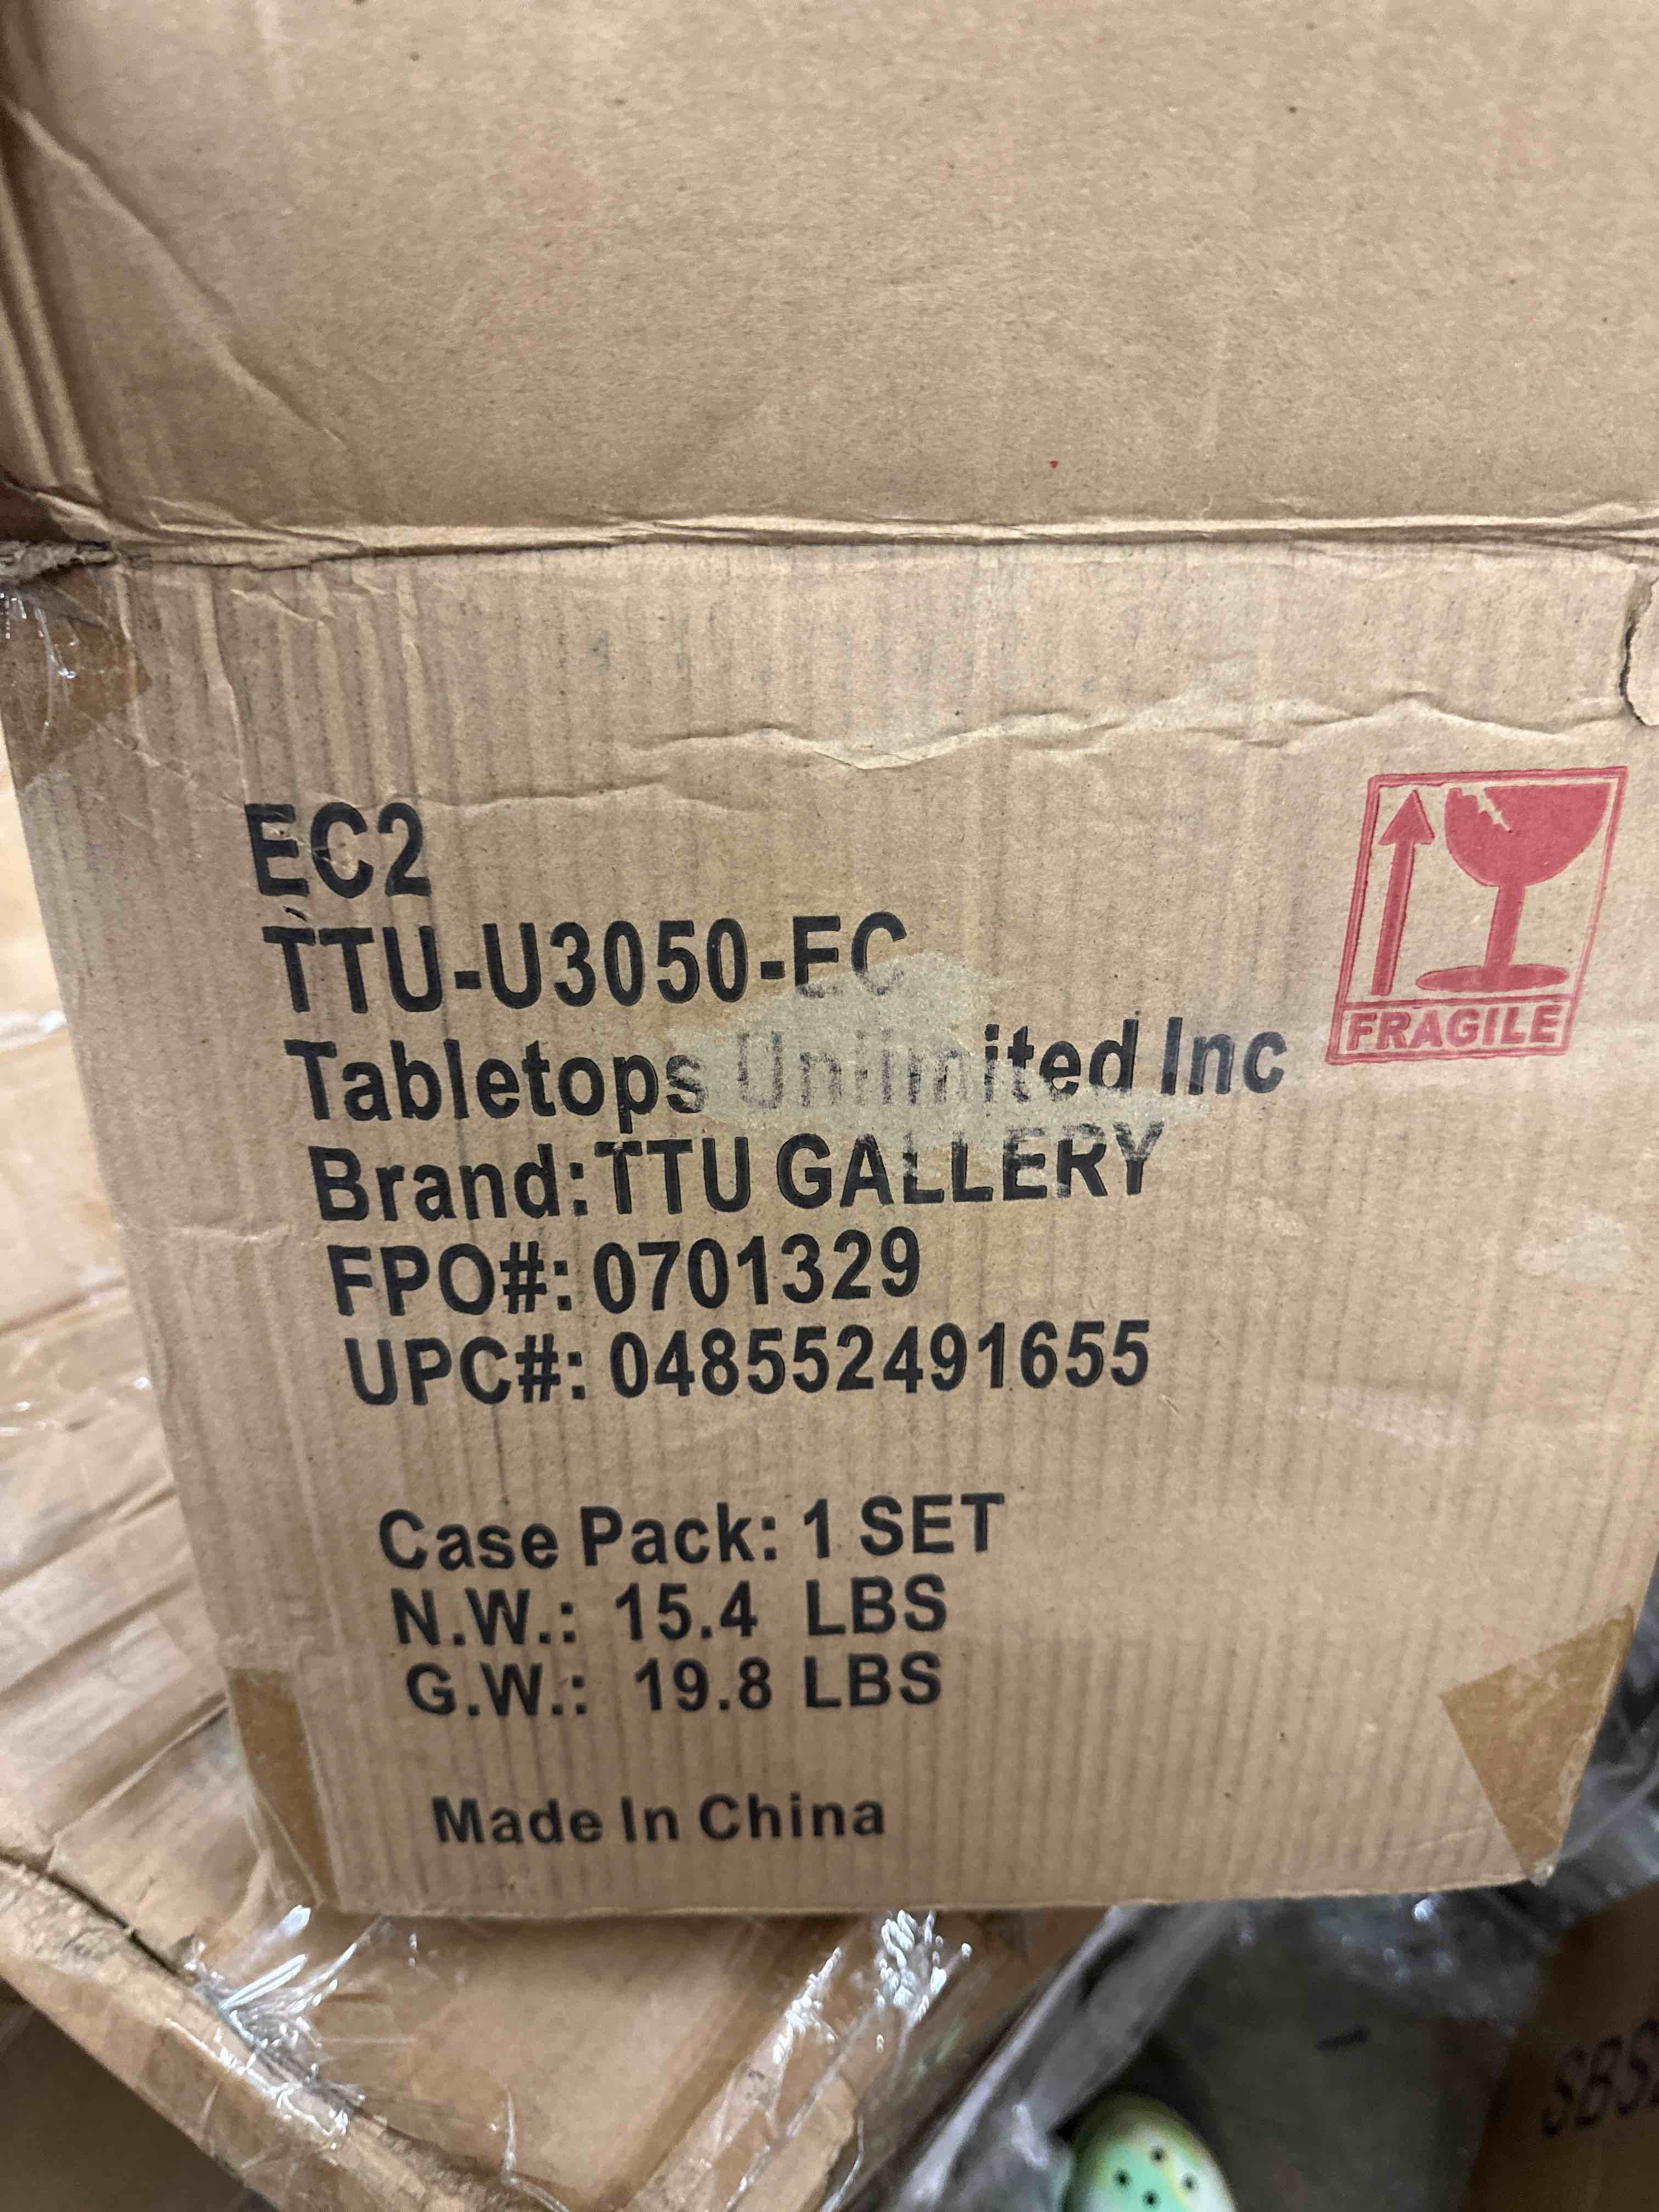 EC2
TTU-U3050-EC
Tabletops Unlimited Inc
Brand:TTU GALLERY
FPO#: 0701329
UPC#: 048552491655
FRAGILE
Case Pack: 1 SET
N.W.: 15.4 LBS
G.W.: 19.8 LBS
Made In China